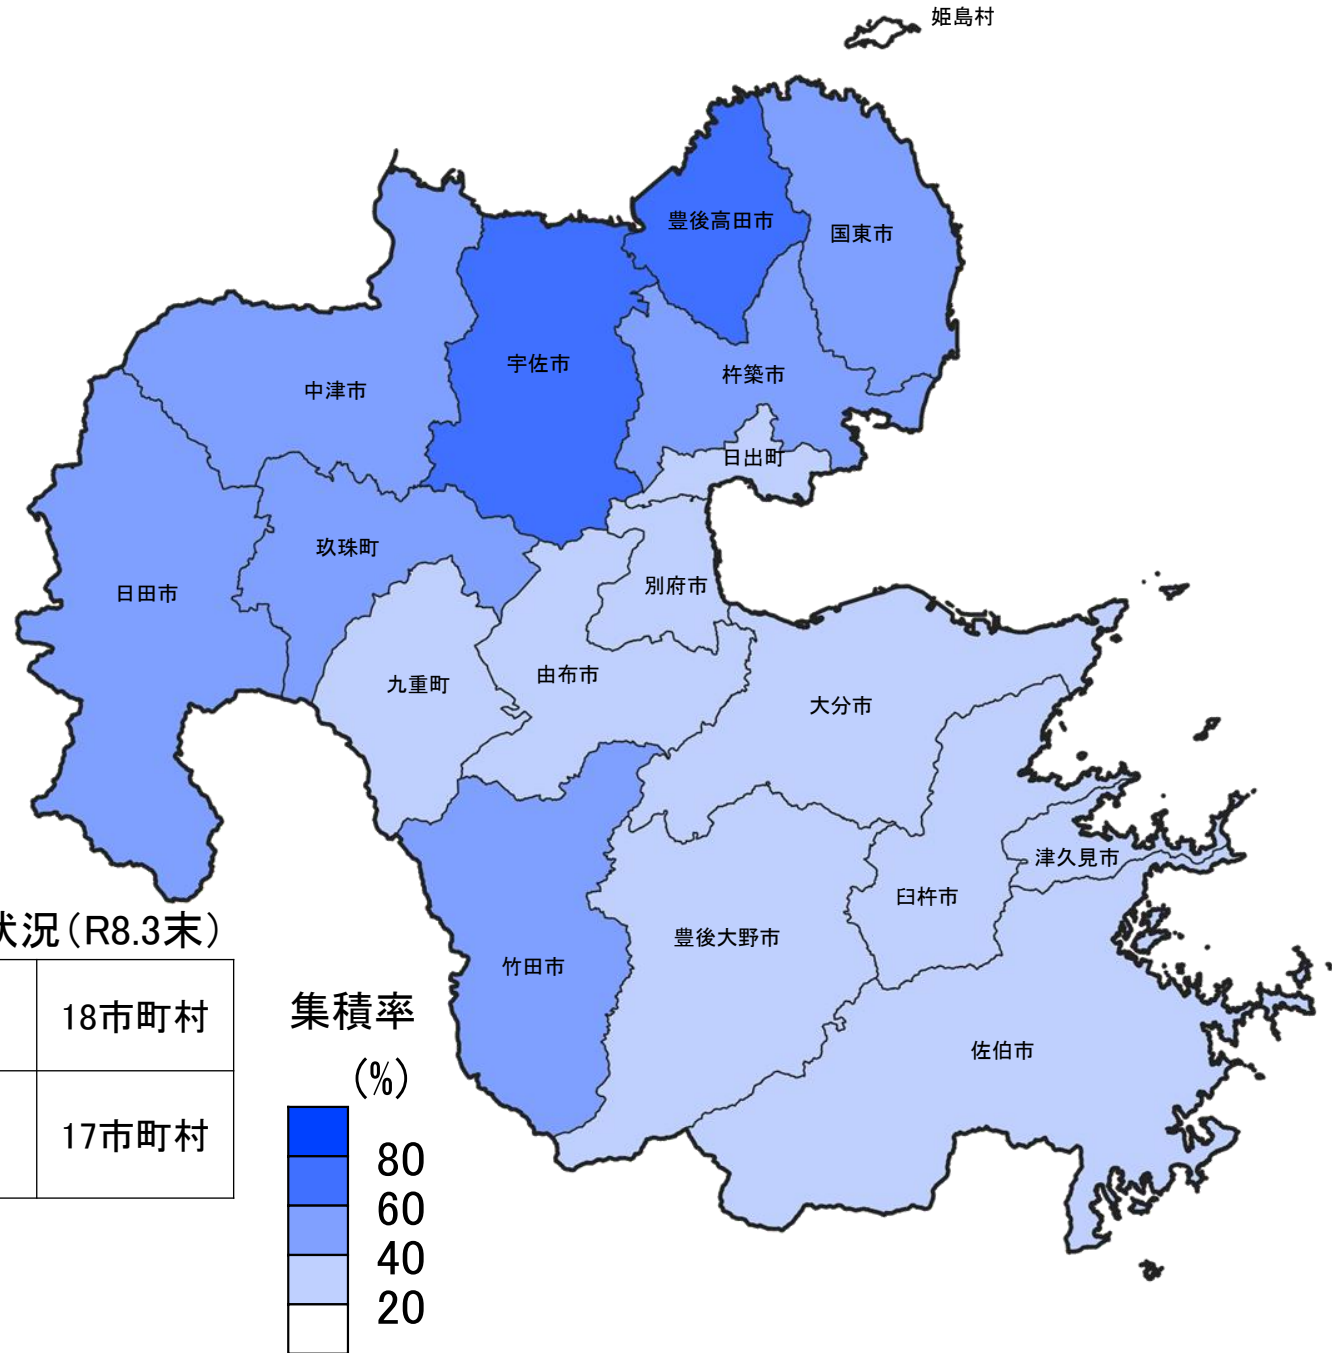 姫島村
豊後高田市
国東市
宇佐市
杵築市
中津市
日出町
玖珠町
別府市
日田市
由布市
九重町
大分市
津久見市
臼杵市
豊後大野市
竹田市
佐伯市
状況（R8.3末）
18市町村
17市町村
集積率
(%)
80
60
40
20